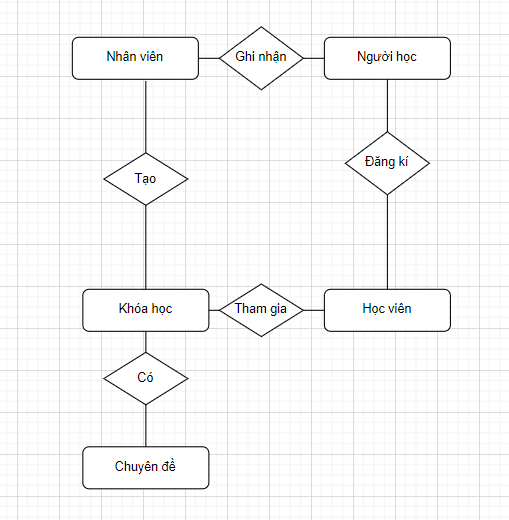 Nhân viên
Ghi nhận
Người học
Tạo
Đăng kí
Khóa học
Tham gia
Học viên
Có
Chuyên đề